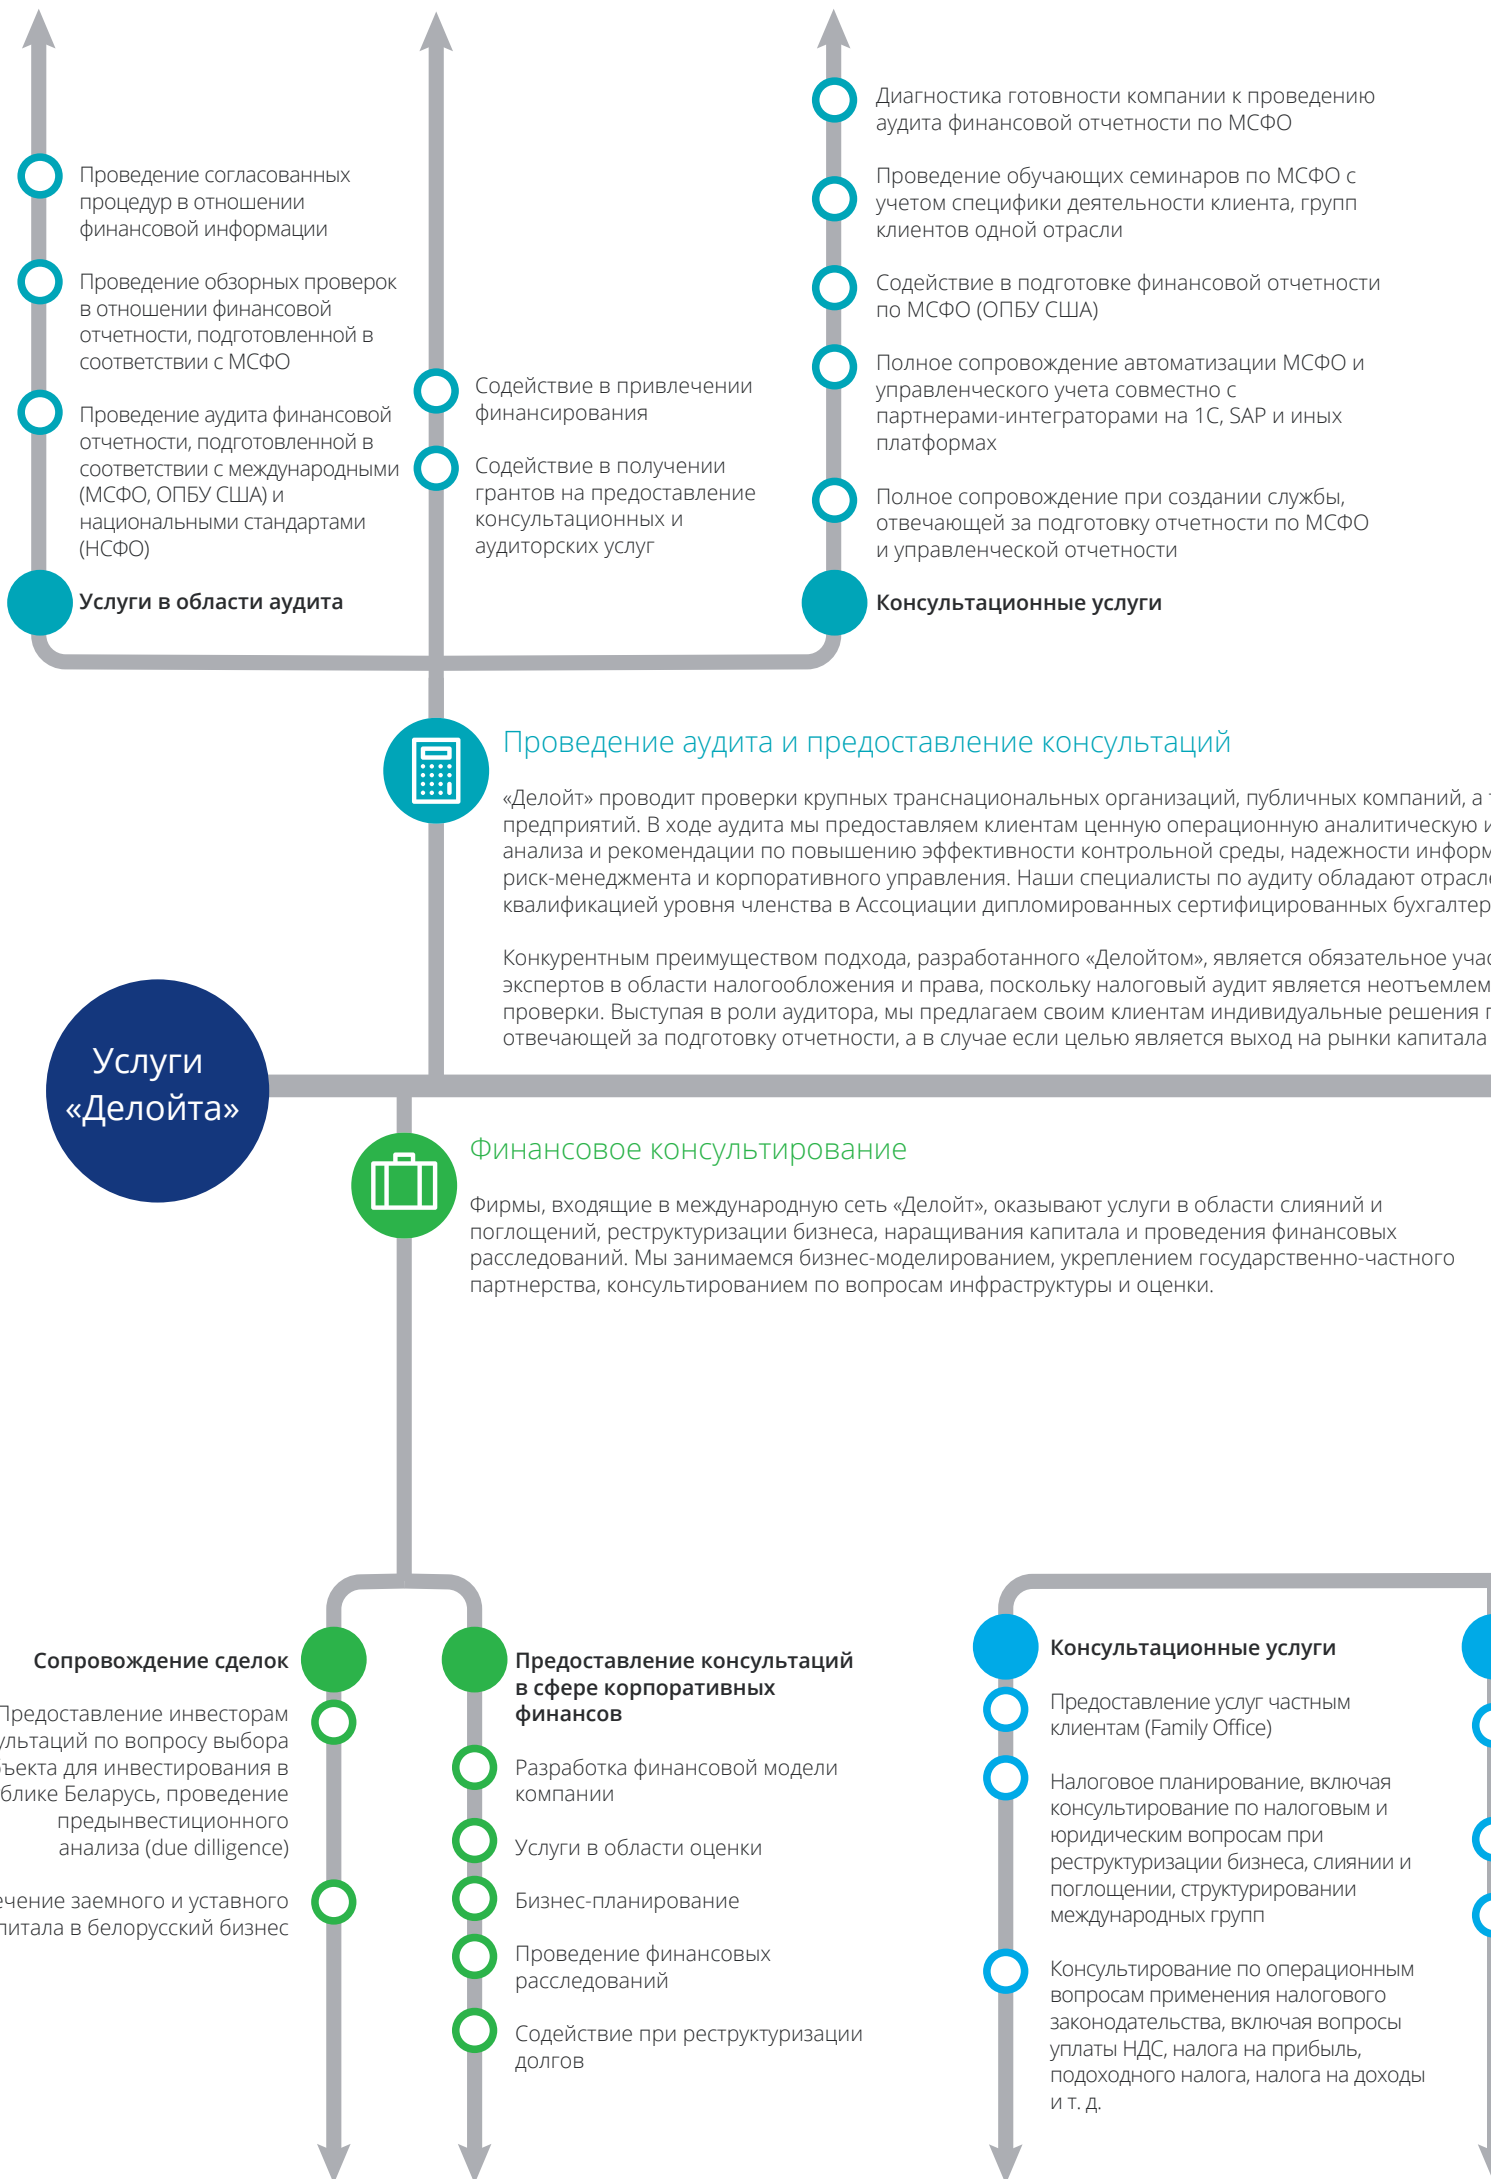 Проведение согласованных
процедур в отношении
финансовой информации
Проведение обзорных проверок
в отношении финансовой
отчетности, подготовленной в
соответствии с МСФО
Проведение аудита финансовой
отчетности, подготовленной в
соответствии с международными
(МСФО, ОПБУ США) и
национальными стандартами
(НСФО)
Услуги в области аудита
Содействие в привлечении
финансирования
Содействие в получении
грантов на предоставление
консультационных и
аудиторских услуг
Диагностика готовности компании к проведению
аудита финансовой отчетности по МСФО
Проведение обучающих семинаров по МСФО с
учетом специфики деятельности клиента, групп
клиентов одной отрасли
Содействие в подготовке финансовой отчетности
по МСФО (ОПБУ США)
Полное сопровождение автоматизации МСФО и
управленческого учета совместно с
партнерами-интеграторами на 1С, SAP и иных
платформах
Полное сопровождение при создании службы,
отвечающей за подготовку отчетности по МСФО
и управленческой отчетности
Консультационные услуги
Проведение аудита и предоставление консультаций
«Делойт» проводит проверки крупных транснациональных организаций, публичных компаний, а
предприятий. В ходе аудита мы предоставляем клиентам ценную операционную аналитическую
анализа и рекомендации по повышению эффективности контрольной среды, надежности
риск-менеджмента и корпоративного управления. Наши специалисты по аудиту обладают
квалификацией уровня членства в Ассоциации дипломированных сертифицированных
Конкурентным преимуществом подхода, разработанного «Делойтом», является обязательное
экспертов в области налогообложения и права, поскольку налоговый аудит является
проверки. Выступая в роли аудитора, мы предлагаем своим клиентам индивидуальные решения
отвечающей за подготовку отчетности, а в случае если целью является выход на рынки капитала
Услуги
«Делойта»
Финансовое консультирование
Фирмы, входящие в международную сеть «Делойт», оказывают услуги в области слияний и
поглощений, реструктуризации бизнеса, наращивания капитала и проведения финансовых
расследований. Мы занимаемся бизнес-моделированием, укреплением государственно-частного
партнерства, консультированием по вопросам инфраструктуры и оценки.
Сопровождение сделок
Предоставление инвесторам
по вопросу выбора
для инвестирования в
Беларусь, проведение
предынвестиционного
анализа (due dilligence)
заемного и уставного
в белорусский бизнес
Предоставление консультаций
в сфере корпоративных
финансов
Разработка финансовой модели
компании
Услуги в области оценки
Бизнес-планирование
Проведение финансовых
расследований
Содействие при реструктуризации
долгов
Консультационные услуги
Предоставление услуг частным
клиентам (Family Office)
Налоговое планирование, включая
консультирование по налоговым и
юридическим вопросам при
реструктуризации бизнеса, слиянии и
поглощении, структурировании
международных групп
Консультирование по операционным
вопросам применения налогового
законодательства, включая вопросы
уплаты НДС, налога на прибыль,
подоходного налога, налога на доходы
и т. д.